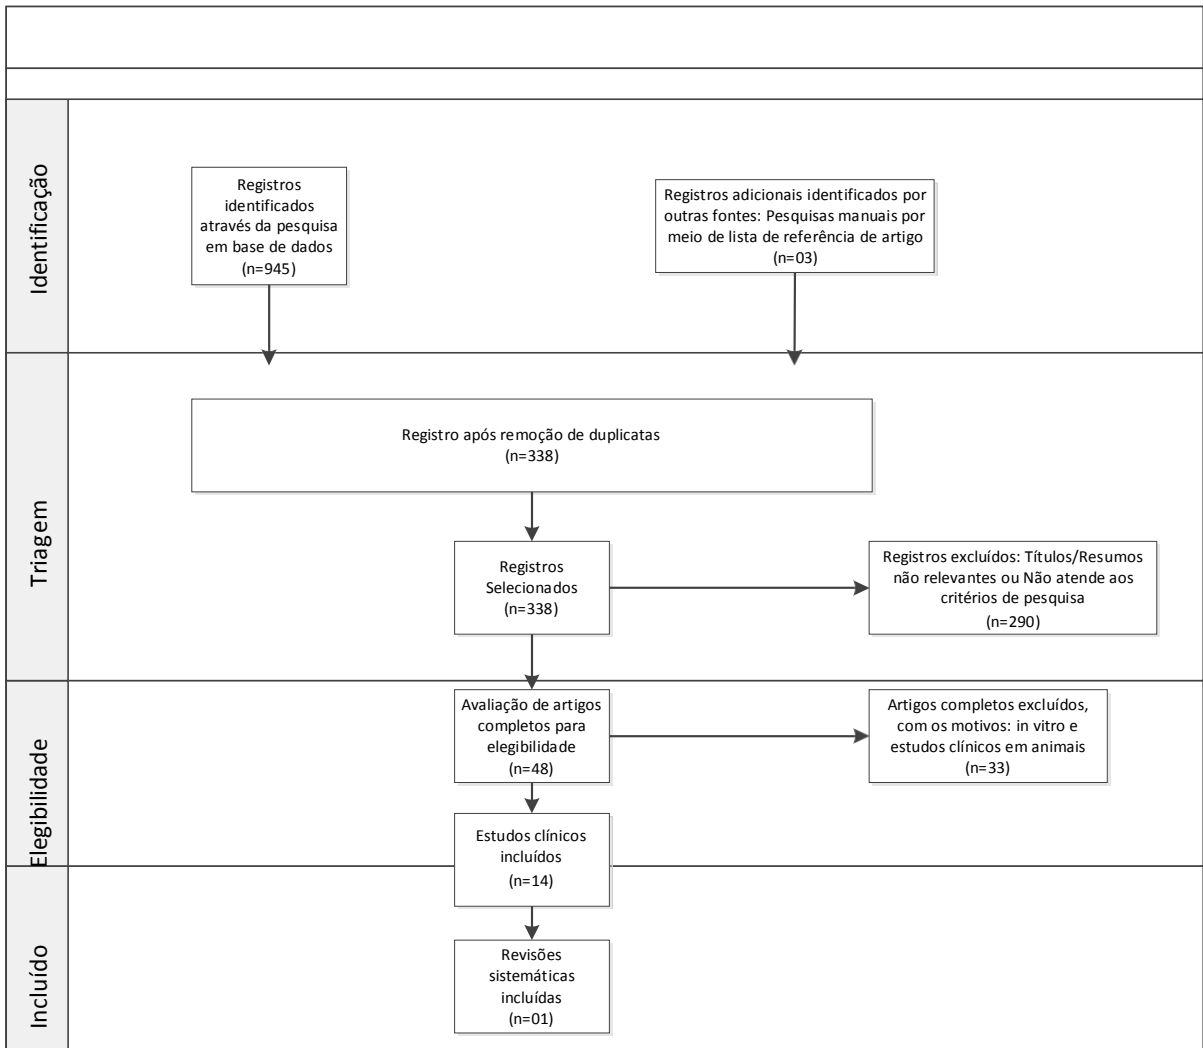 Identificação
Registros
identificados
através da pesquisa
em base de dados
(n=945)
Registros adicionais identificados por
outras fontes: Pesquisas manuais por
meio de lista de referência de artigo
(n=03)
Triagem
Registro após remoção de duplicatas
(n=338)
Registros
Selecionados
(n=338)
Registros excluídos: Títulos/Resumos
não relevantes ou Não atende aos
critérios de pesquisa
(n=290)
Elegibilidade
Avaliação de artigos
completos para
elegibilidade
(n=48)
Artigos completos excluídos,
com os motivos: in vitro e
estudos clínicos em animais
(n=33)
Estudos clínicos
incluídos
(n=14)
Incluído
Revisões
sistemáticas
incluídas
(n=01)